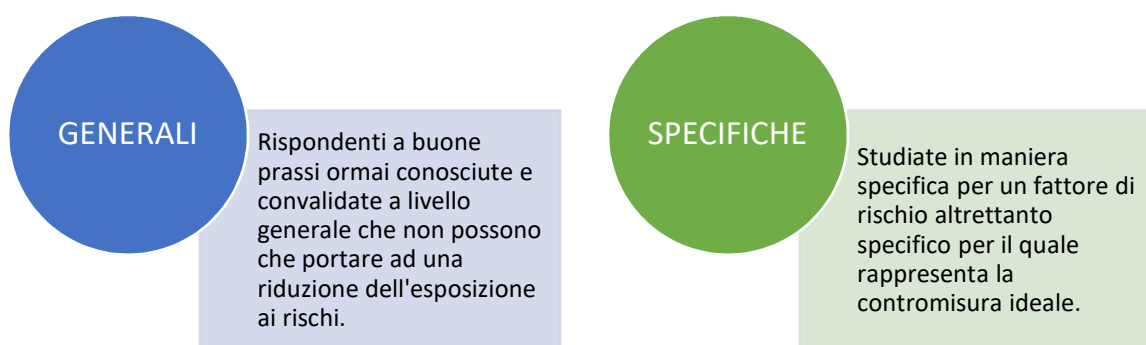 GENERALI
Rispondenti a buone
prassi ormai conosciute e
convalidate a livello
generale che non possono
che portare ad una
riduzione dell'esposizione
ai rischi.
SPECIFICHE
Studiate in maniera
specifica per un fattore di
rischio altrettanto
specifico per il quale
rappresenta la
contromisura ideale.